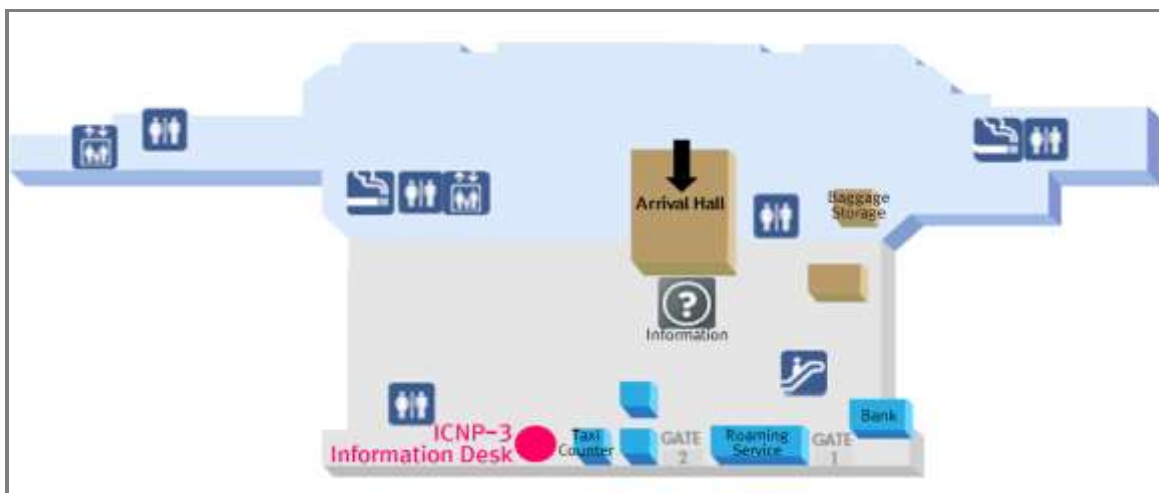 Arrival Hall
Baggage
Storage
?
Information
ICNP-3
Information Desk
Taxi
Counter
GATE
2
Roaming
Service
GATE
1
Bank